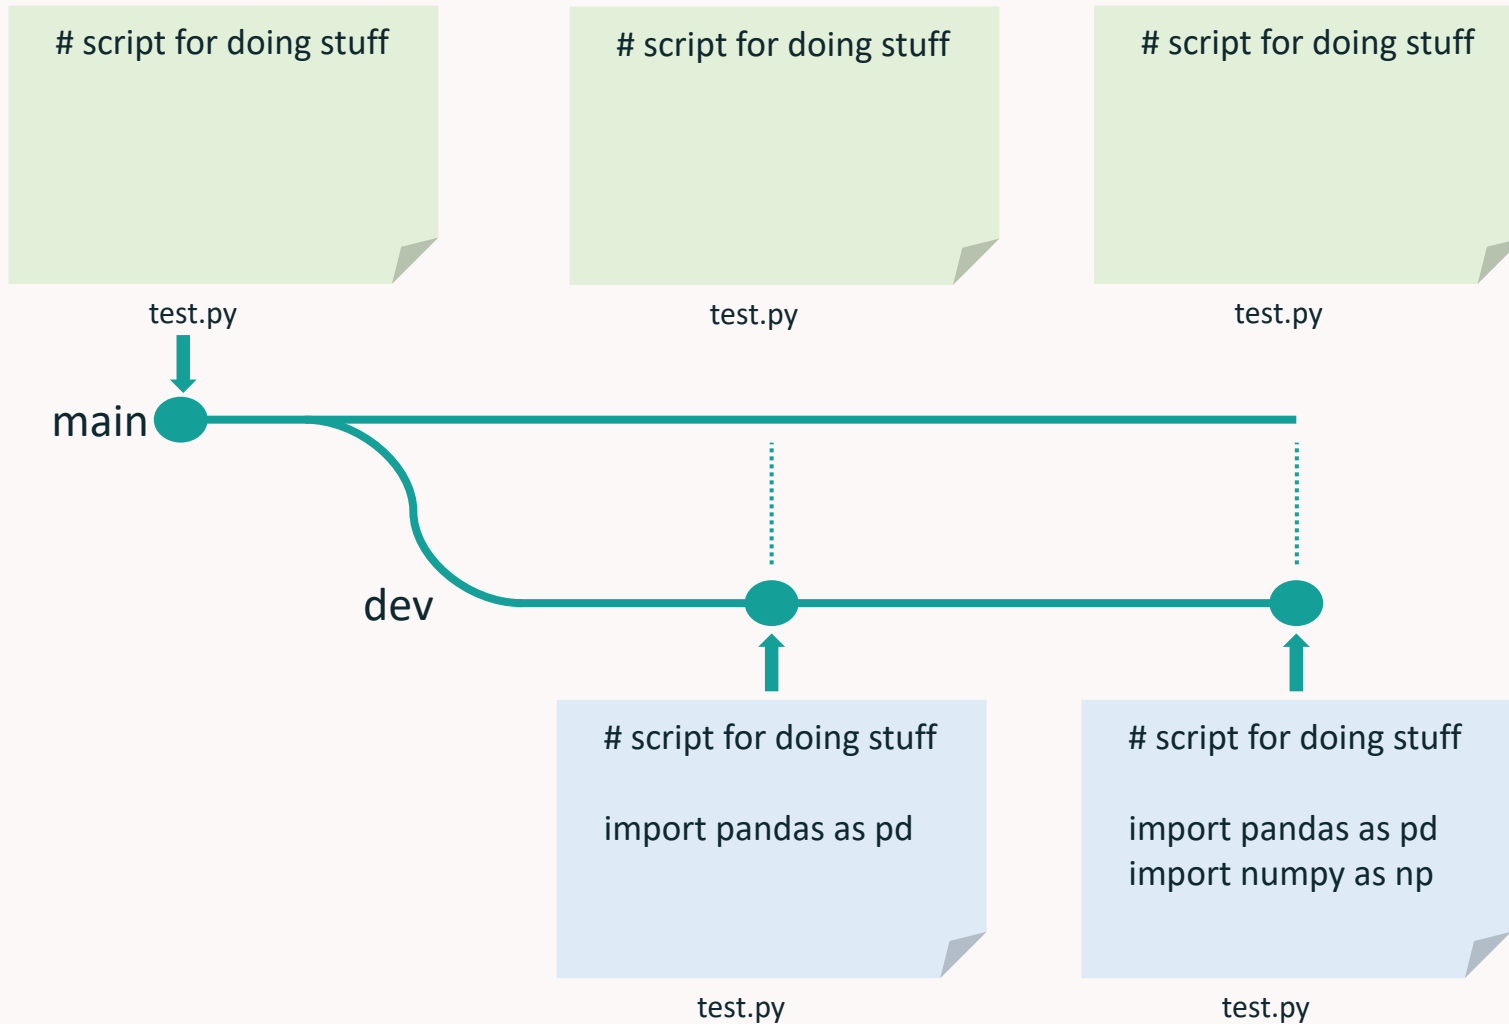 # script for doing stuff
# script for doing stuff
# script for doing stuff
test.py
test.py
test.py
main
dev
# script for doing stuff
import pandas as pd
# script for doing stuff
import pandas as pd
import numpy as np
test.py
test.py